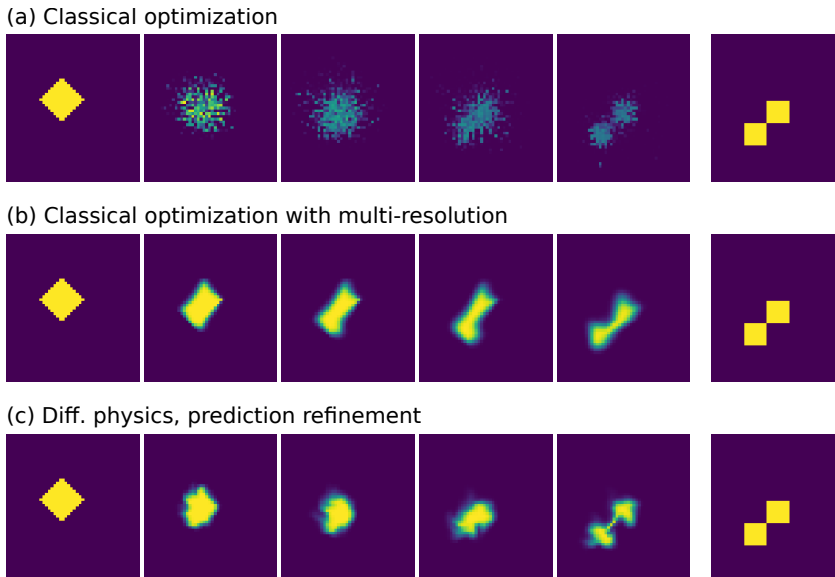 (a) Classical optimization
(b) Classical optimization with multi-resolution
(c) Diff. physics, prediction refinement